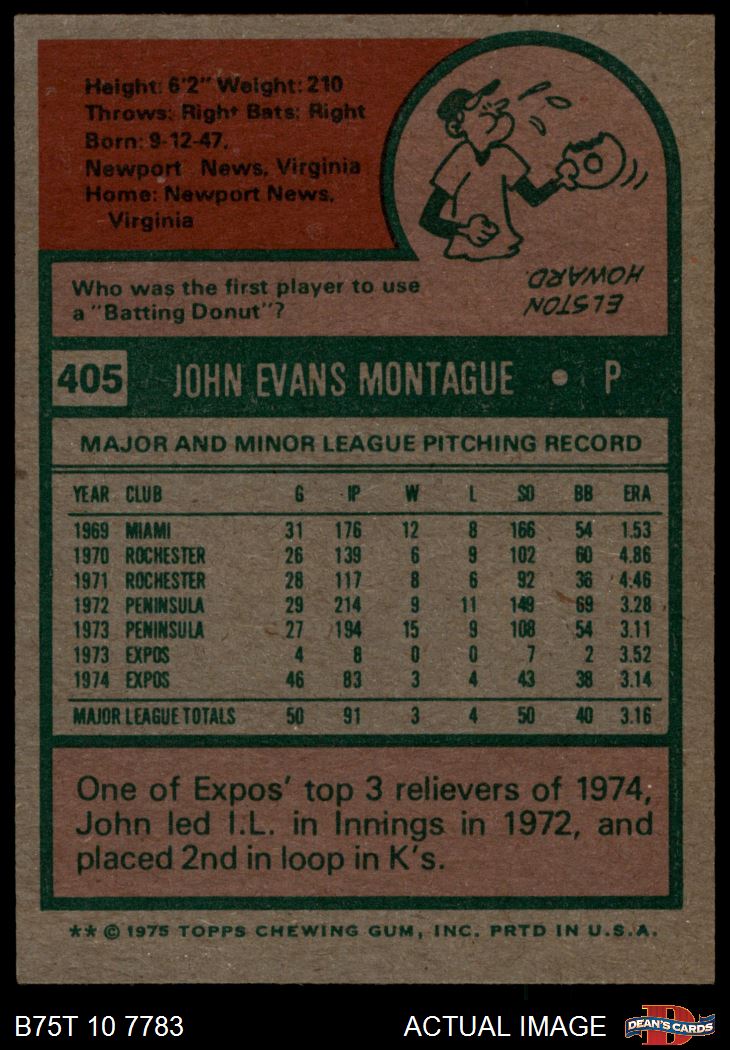 Height: 6'2" Weight: 210
Throws: Right Bats: Right
Born: 9-12-47,
Newport News, Virginia
Home: Newport News,
Virginia
Who was the first player to use
a "Batting Donut"?
ELSTON
HOWARD.
405 JOHN EVANS MONTAGUE • P
MAJOR AND MINOR LEAGUE PITCHING RECORD
YEAR CLUB G IP W L SO BB ERA
1969 MIAMI 31 176 12 8 166 54 1.53
1970 ROCHESTER 26 139 6 9 102 60 4.86
1971 ROCHESTER 28 117 8 6 92 36 4.46
1972 PENINSULA 29 214 9 11 149 69 3.28
1973 PENINSULA 27 194 15 9 108 54 3.11
1973 EXPOS 4 8 0 0 7 2 3.52
1974 EXPOS 46 83 3 4 43 38 3.14
MAJOR LEAGUE TOTALS 50 91 3 4 50 40 3.16
One of Expos' top 3 relievers of 1974,
John led I.L. in Innings in 1972, and
placed 2nd in loop in K's.
** © 1975 TOPPS CHEWING GUM, INC. PRTD IN U.S.A.
B75T 10 7783 ACTUAL IMAGE
D
DEAN'S CARDS